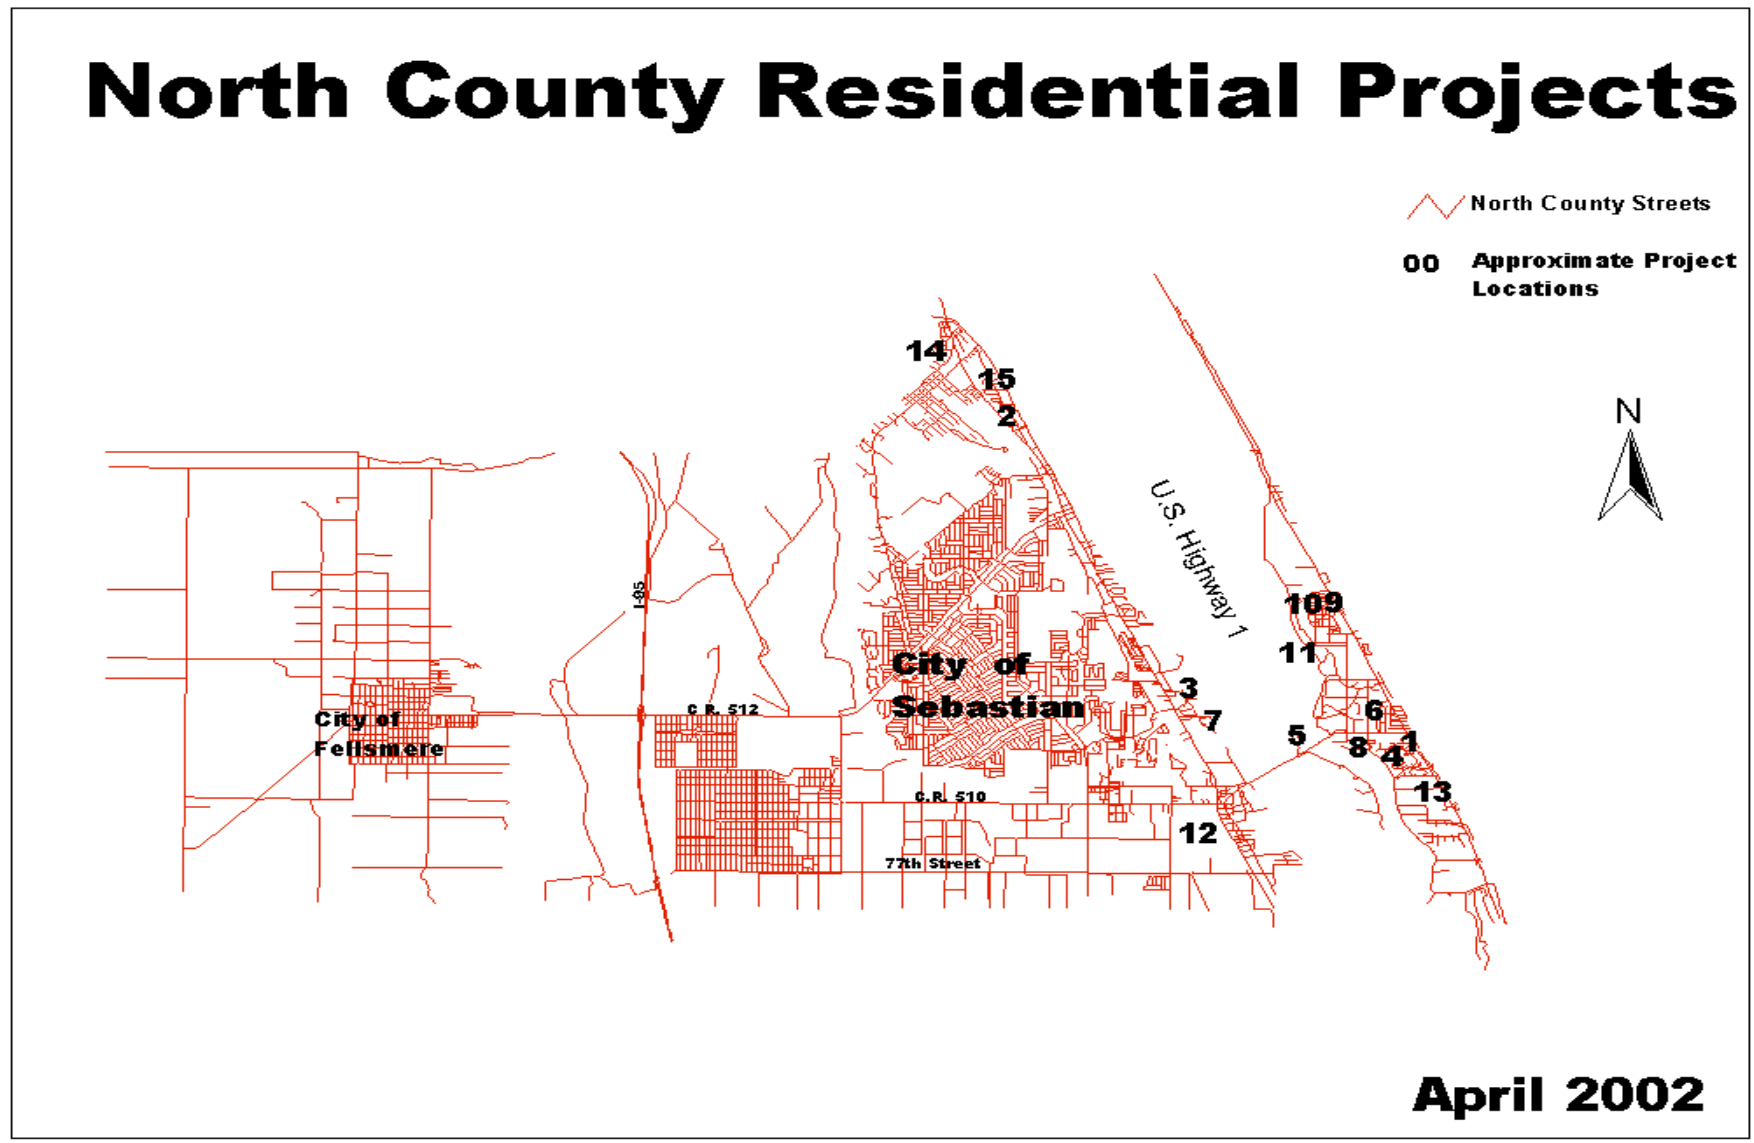 North County Residential Projects
North County Streets
00 Approximate Project
Locations
14
15
2
N
U.S. Highway 1
I-95
109
11
City of
Sebastian
3
C.R. 512
7
6
City of
Fellsmere
5
8
4
1
13
C.R. 510
12
77th Street
April 2002